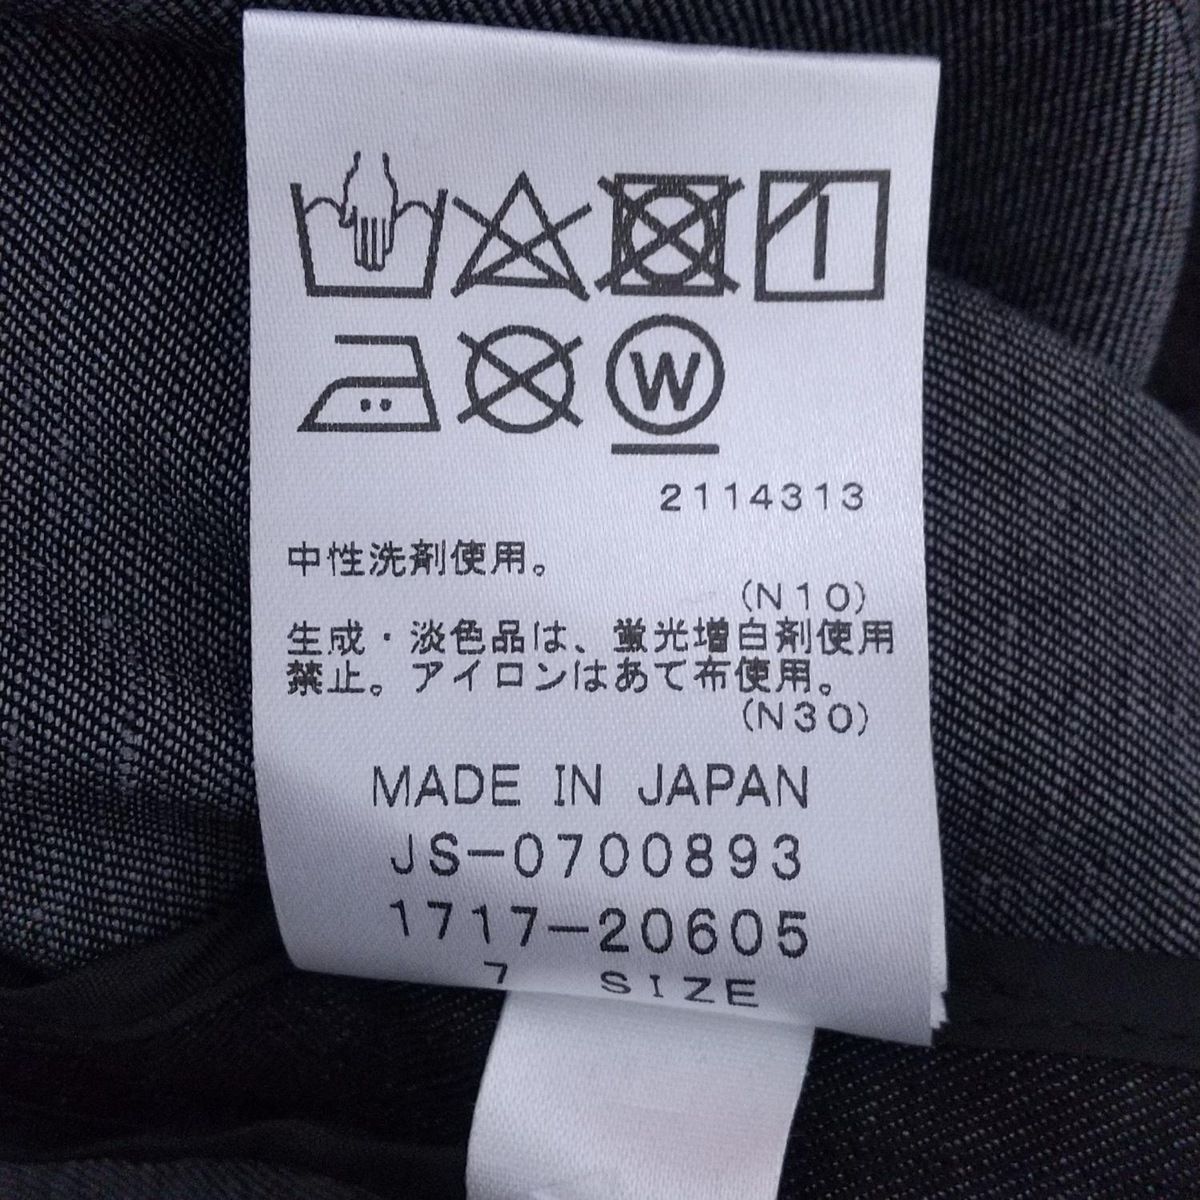 W
2114313
中性洗剤使用。
(N10)
生成・淡色品は、蛍光増白剤使用
禁止。アイロンはあて布使用。
(N30)
MADE IN JAPAN
JS-0700893
1717-20605
7 SIZE